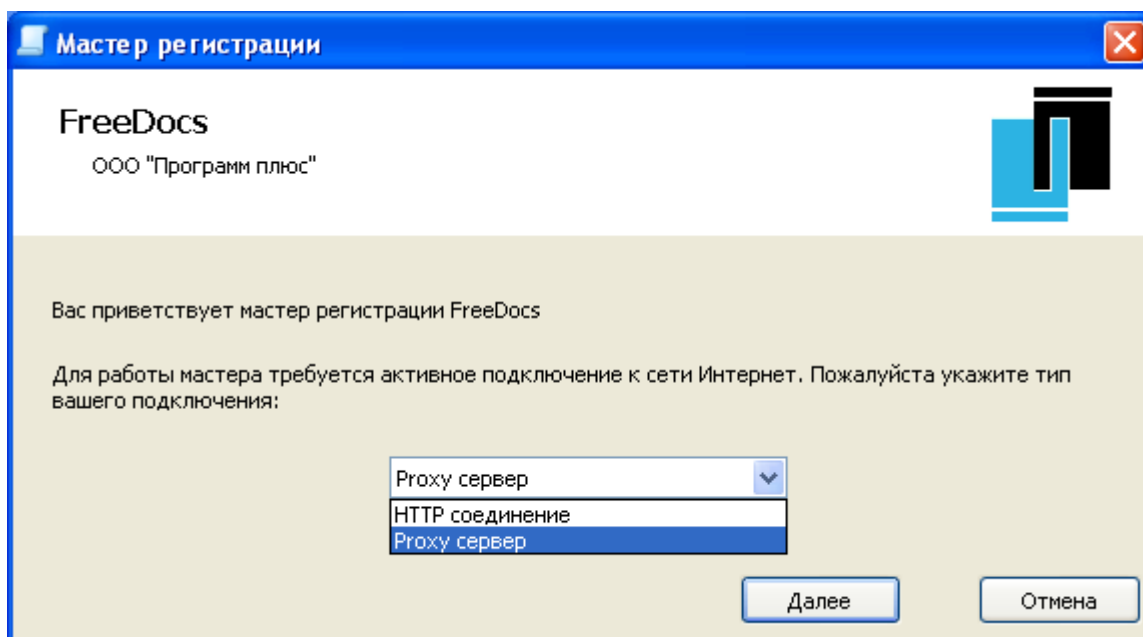 Мастер регистрации
FreeDocs
ООО "Программ плюс"
Вас приветствует мастер регистрации FreeDocs
Для работы мастера требуется активное подключение к сети Интернет. Пожалуйста укажите тип
вашего подключения:
Proxy сервер
HTTP соединение
Proxy сервер
Далее
Отмена